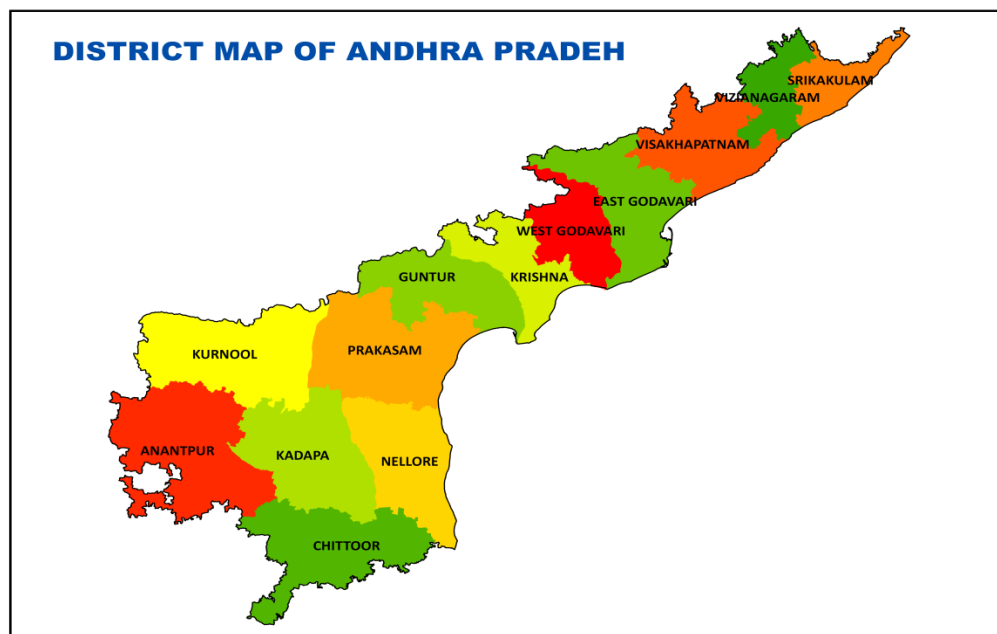 DISTRICT MAP OF ANDHRA PRADEH
SRIKAKULAM
VIZIANAGARAM
VISAKHAPATNAM
EAST GODAVARI
WEST GODAVARI
KRISHNA
GUNTUR
PRAKASAM
KURNOOL
ANANTPUR
KADAPA
NELLORE
CHITTOOR